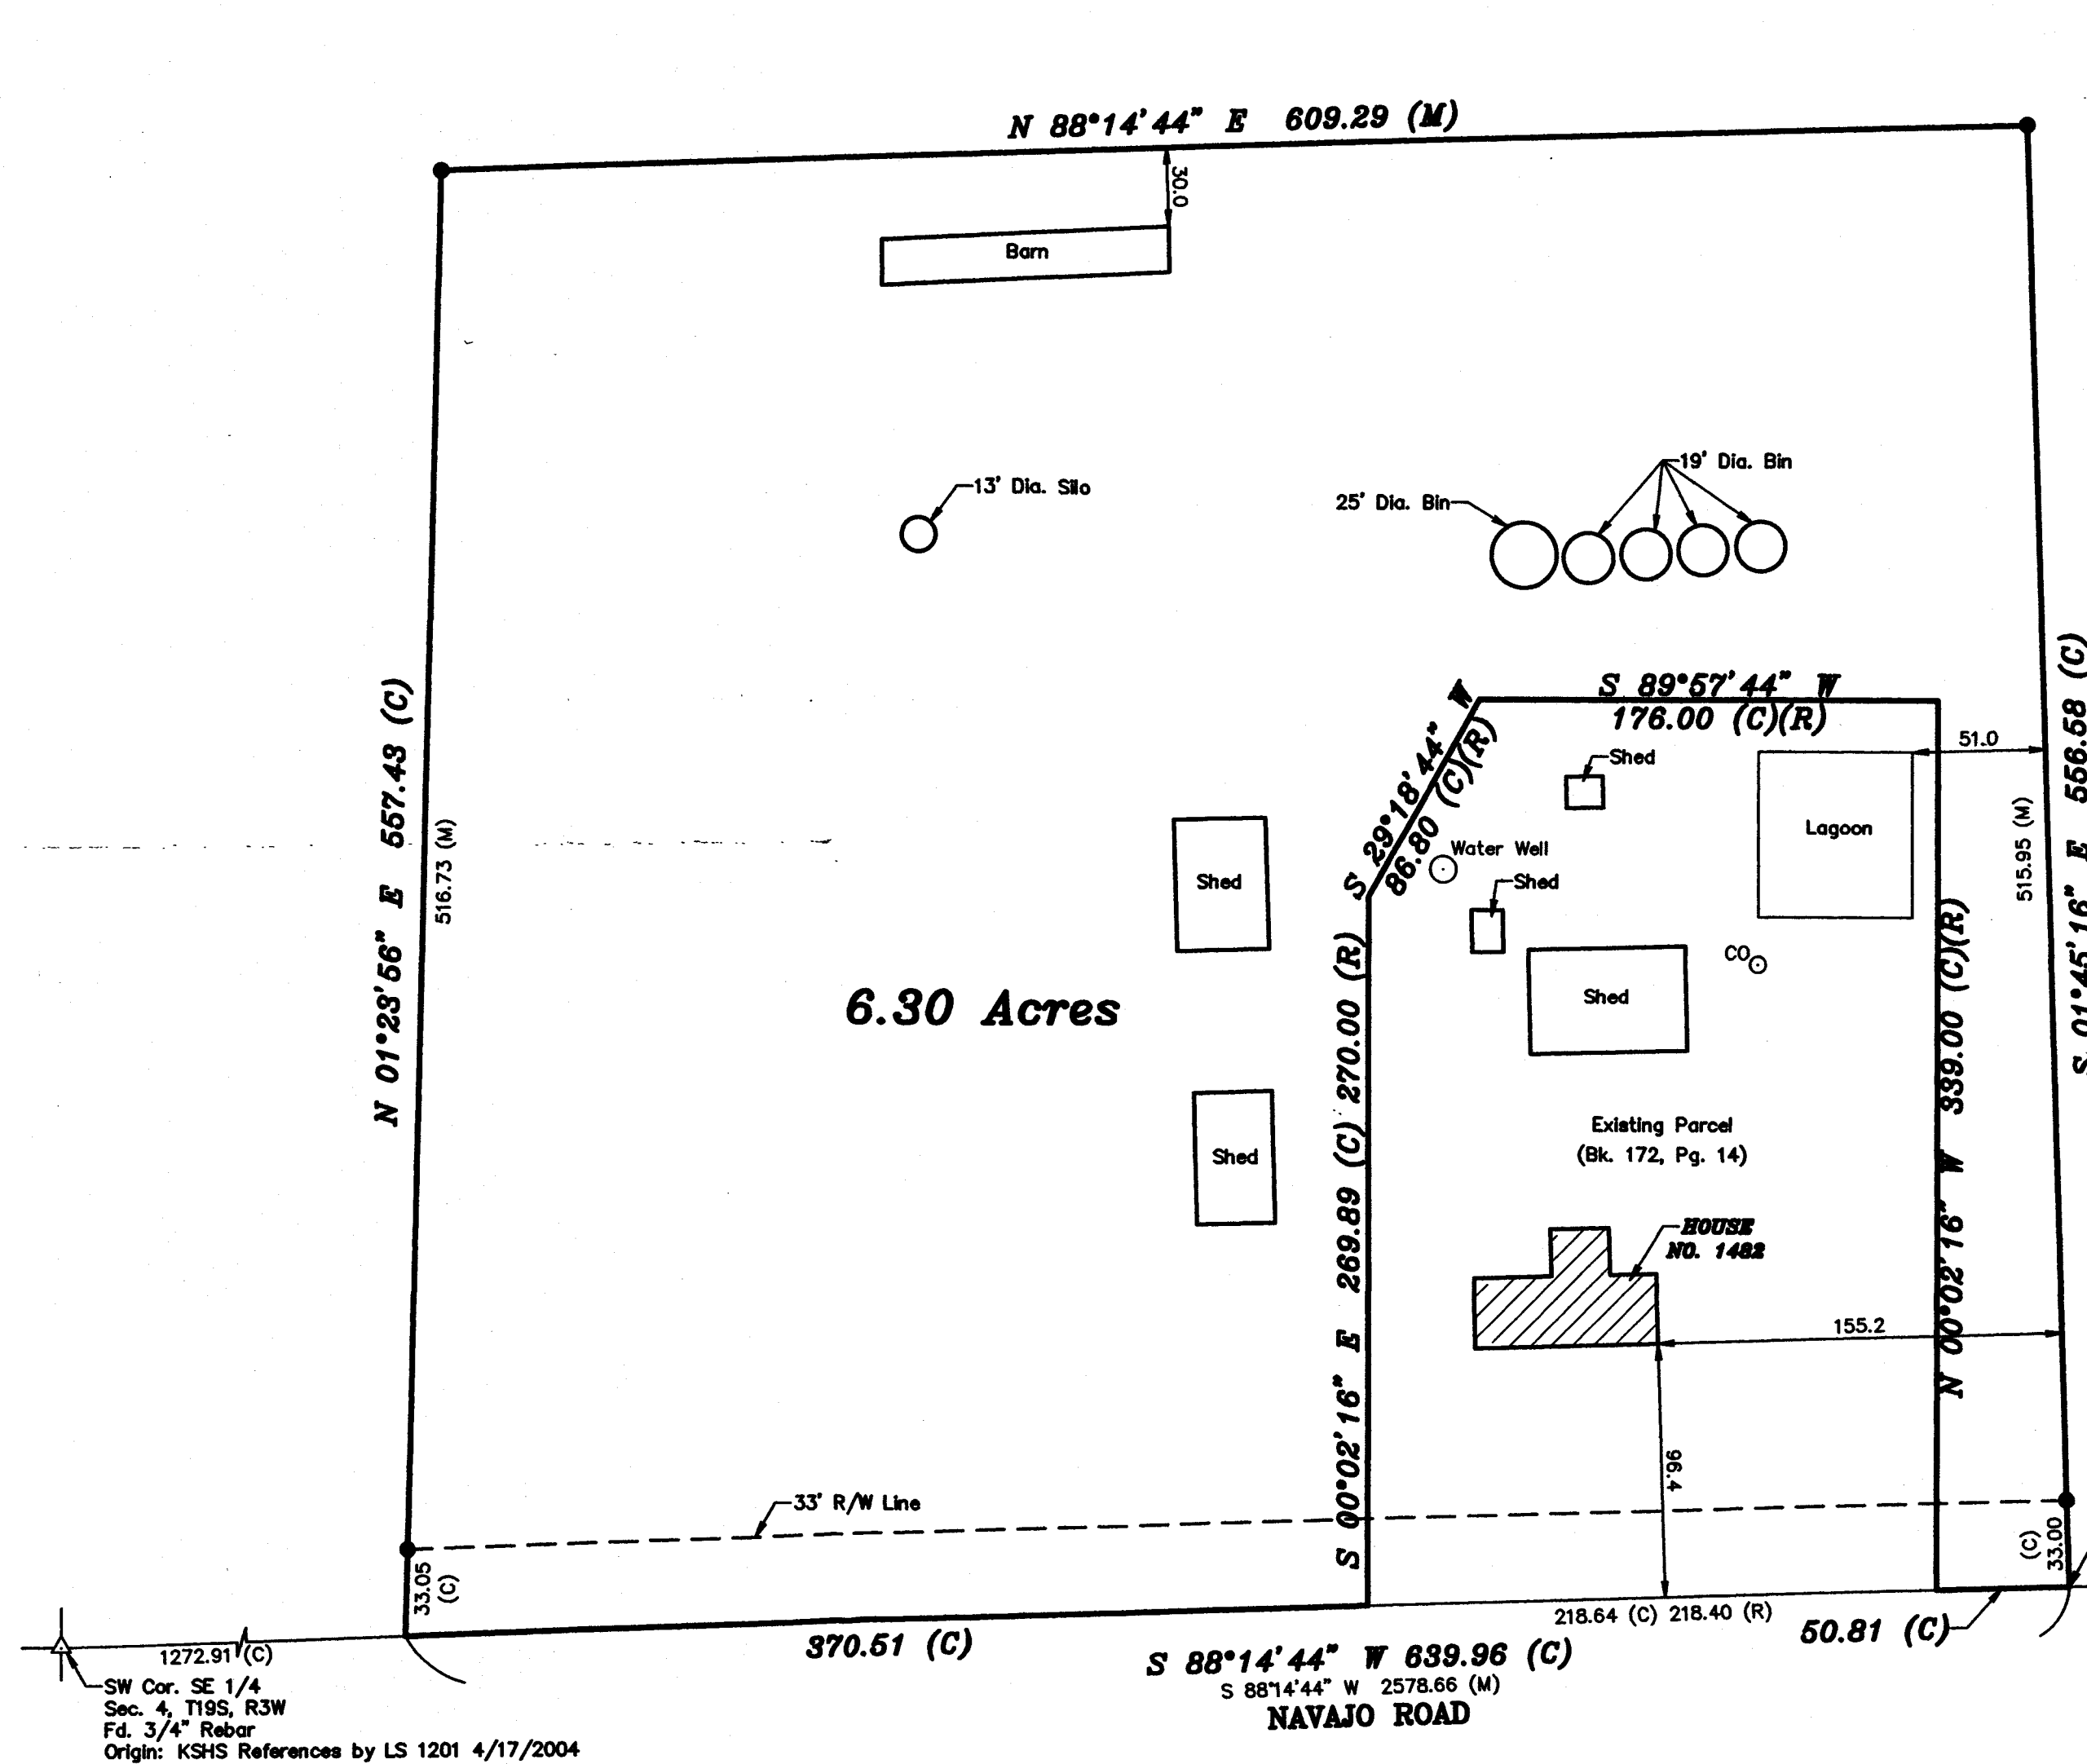 N 88°14'44" E 609.29 (M)
30.0
Barn
13' Dia. Silo
19' Dia. Bin
25' Dia. Bin
N 01°23'56" E 557.43 (C)
516.73 (M)
S 89°57'44" W
176.00 (C)(R)
S 29°18'44" W
86.80 (C)(R)
51.0
S 01°45'16" E 556.58 (C)
515.95 (M)
Shed
Lagoon
Water Well
Shed
Shed
Shed
CO
6.30 Acres
S 00°02'16" E 269.89 (C) 270.00 (R)
N 00°02'16" W 339.00 (C)(R)
Existing Parcel
(Bk. 172, Pg. 14)
Shed
HOUSE
NO. 1482
155.2
96.4
33' R/W Line
33.05
(C)
(C)
33.00
218.64 (C) 218.40 (R)
50.81 (C)
370.51 (C)
1272.91 (C)
S 88°14'44" W 639.96 (C)
S 88°14'44" W 2578.66 (M)
NAVAJO ROAD
SW Cor. SE 1/4
Sec. 4, T19S, R3W
Fd. 3/4" Rebar
Origin: KSHS References by LS 1201 4/17/2004